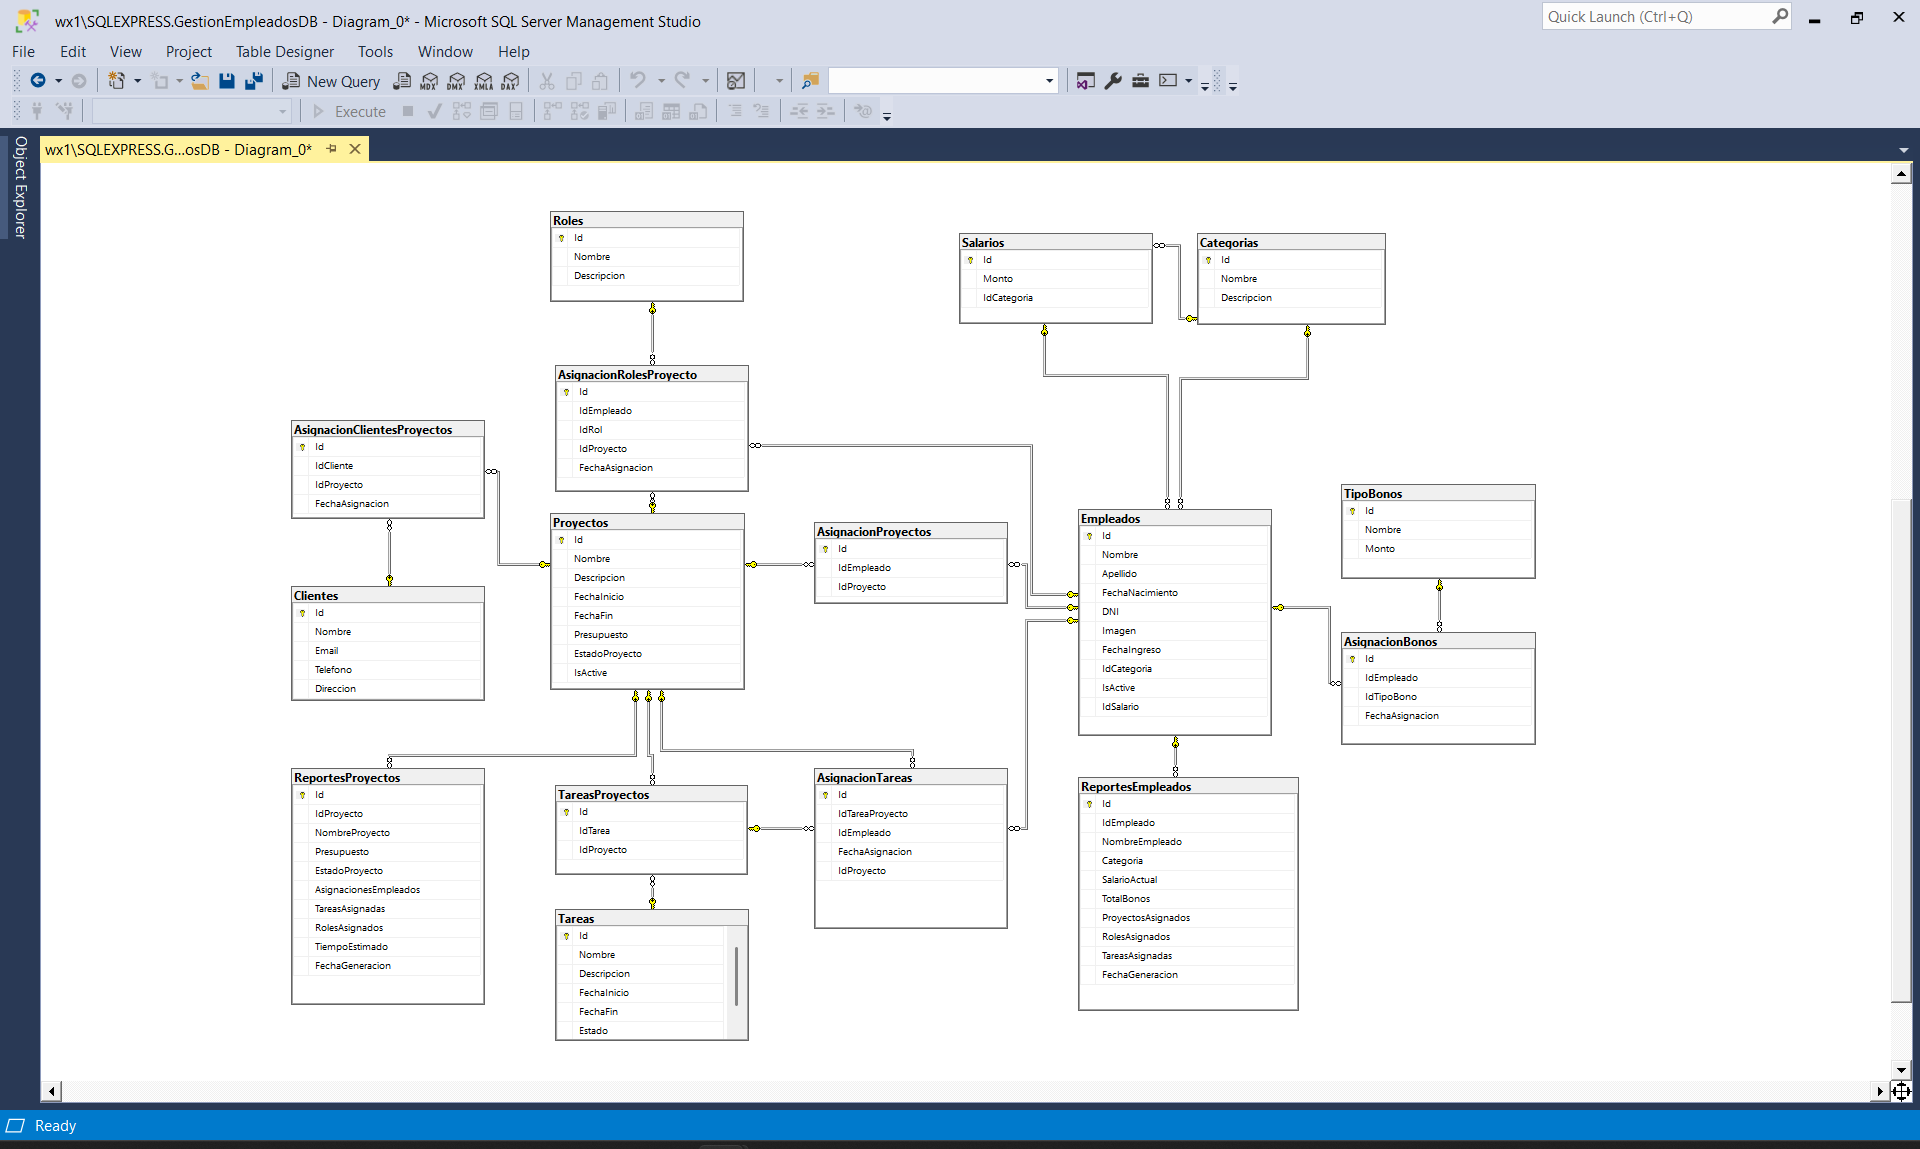 wx1\SQLEXPRESS.GestionEmpleadosDB - Diagram_0* - Microsoft SQL Server Management Studio
Quick Launch (Ctrl+Q)
File Edit View Project Table Designer Tools Window Help
New Query MDX DMX XMLA DAX
Execute
Object Explorer
wx1\SQLEXPRESS.G...osDB - Diagram_0*
Roles
Id
Nombre
Descripcion
Salarios
Id
Monto
IdCategoria
Categorias
Id
Nombre
Descripcion
AsignacionRolesProyecto
Id
IdEmpleado
IdRol
IdProyecto
FechaAsignacion
AsignacionClientesProyectos
Id
IdCliente
IdProyecto
FechaAsignacion
Proyectos
Id
Nombre
Descripcion
FechaInicio
FechaFin
Presupuesto
EstadoProyecto
IsActive
AsignacionProyectos
Id
IdEmpleado
IdProyecto
Empleados
Id
Nombre
Apellido
FechaNacimiento
DNI
Imagen
FechaIngreso
IdCategoria
IsActive
IdSalario
TipoBonos
Id
Nombre
Monto
Clientes
Id
Nombre
Email
Telefono
Direccion
AsignacionBonos
Id
IdEmpleado
IdTipoBono
FechaAsignacion
ReportesProyectos
Id
IdProyecto
NombreProyecto
Presupuesto
EstadoProyecto
AsignacionesEmpleados
TareasAsignadas
RolesAsignados
TiempoEstimado
FechaGeneracion
TareasProyectos
Id
IdTarea
IdProyecto
AsignacionTareas
Id
IdTareaProyecto
IdEmpleado
FechaAsignacion
IdProyecto
ReportesEmpleados
Id
IdEmpleado
NombreEmpleado
Categoria
SalarioActual
TotalBonos
ProyectosAsignados
RolesAsignados
TareasAsignadas
FechaGeneracion
Tareas
Id
Nombre
Descripcion
FechaInicio
FechaFin
Estado
Ready